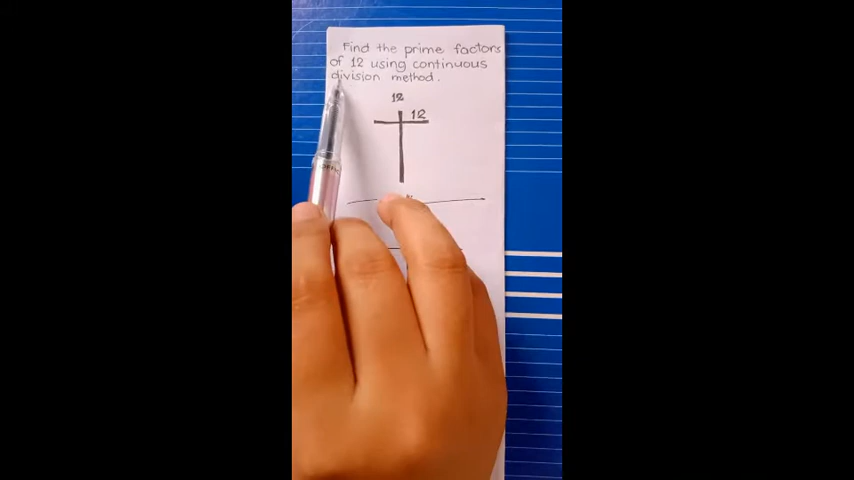 Find the prime factors
of 12 using continuous
division method.
12
12